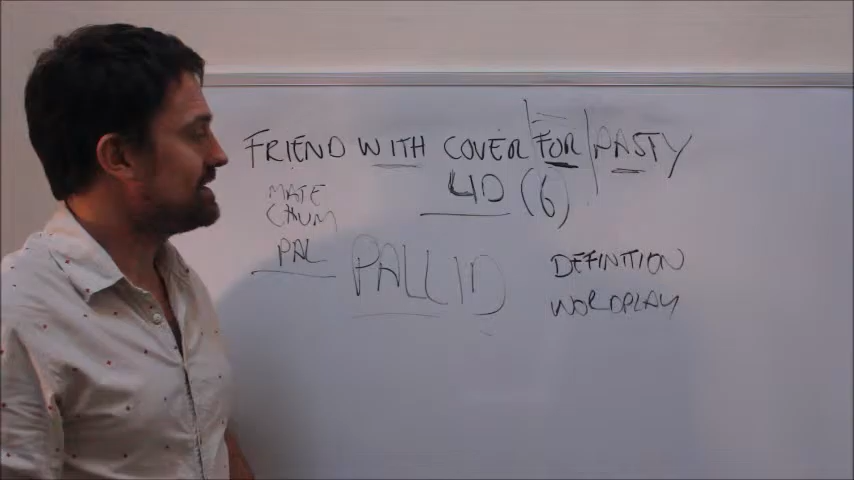 FRIEND WITH COVER FOR PASTY
MATE LID (6)
CHUM
PAL PALLID DEFINITION
WORDPLAY